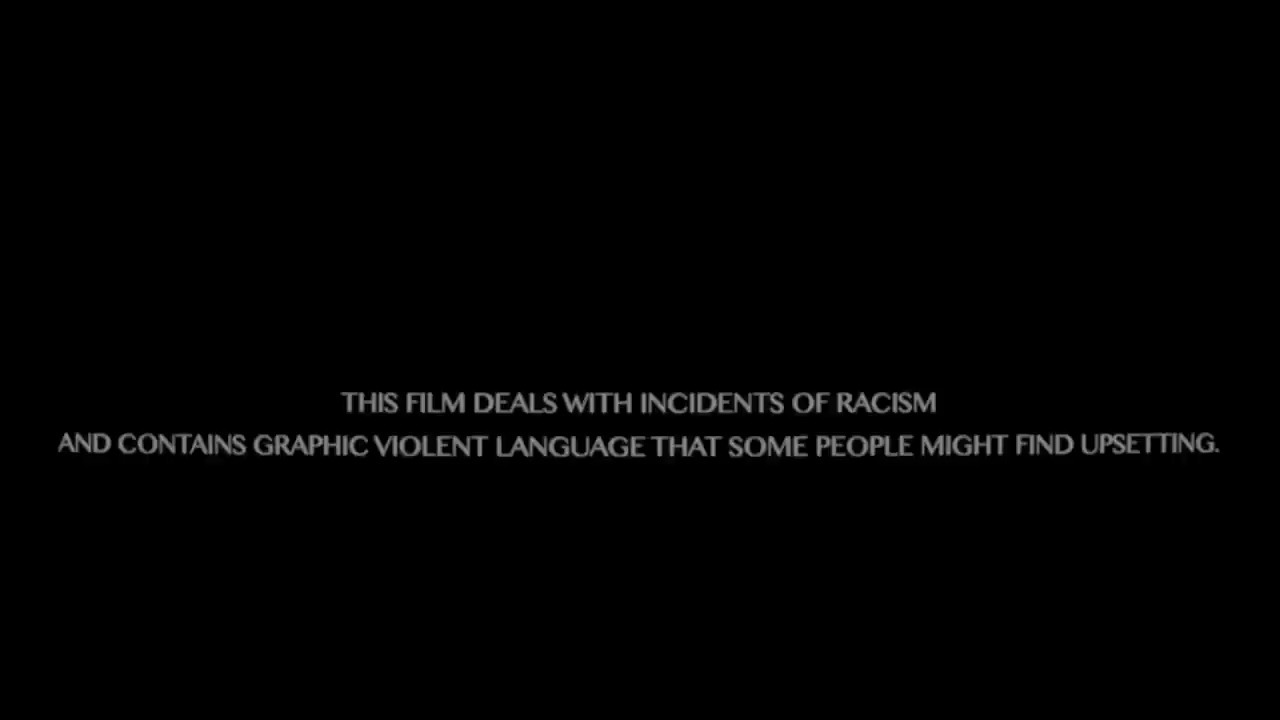 THIS FILM DEALS WITH INCIDENTS OF RACISM
AND CONTAINS GRAPHIC VIOLENT LANGUAGE THAT SOME PEOPLE MIGHT FIND UPSETTING.